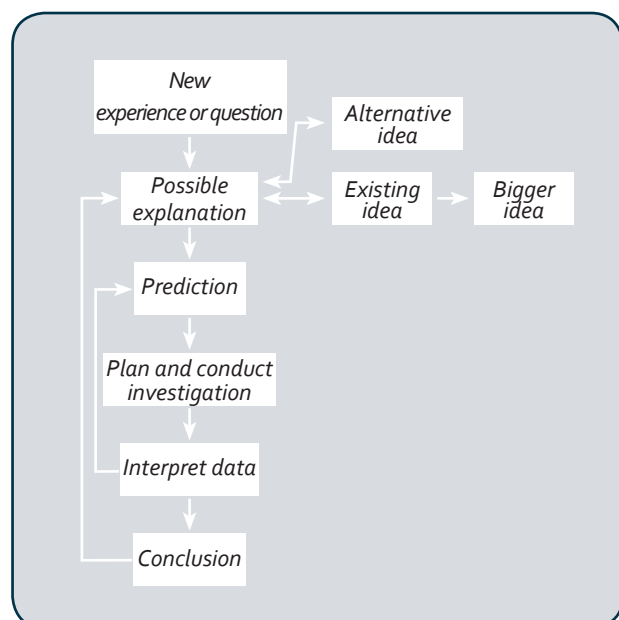 New
experience or question
Alternative
idea
Possible
explanation
Existing
idea
Bigger
idea
Prediction
Plan and conduct
investigation
Interpret data
Conclusion